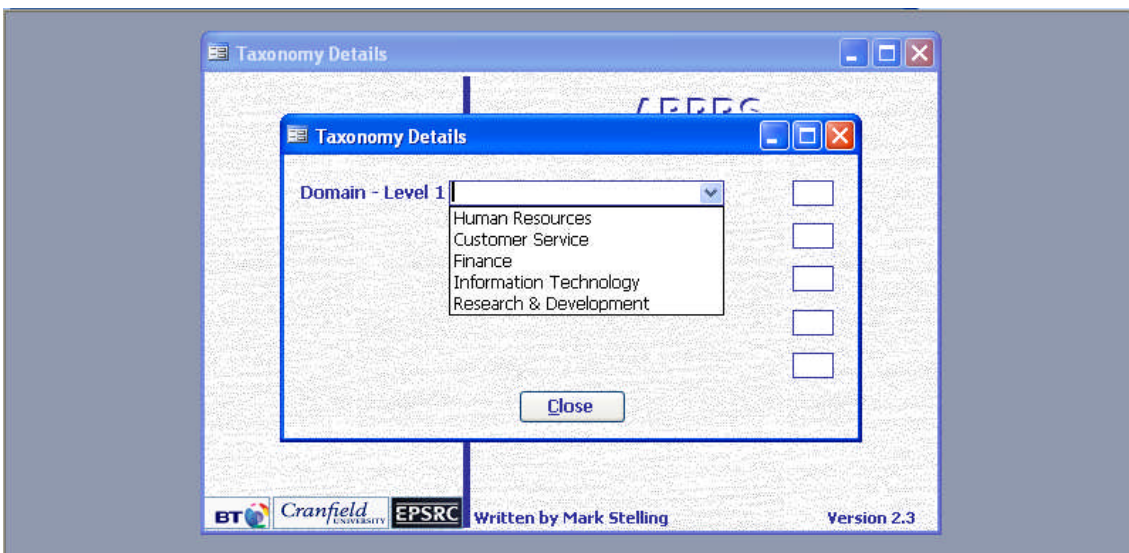 Taxonomy Details
Taxonomy Details
Domain - Level 1
Human Resources
Customer Service
Finance
Information Technology
Research & Development
Close
BT Cranfield UNIVERSITY EPSRC Written by Mark Stelling Version 2.3